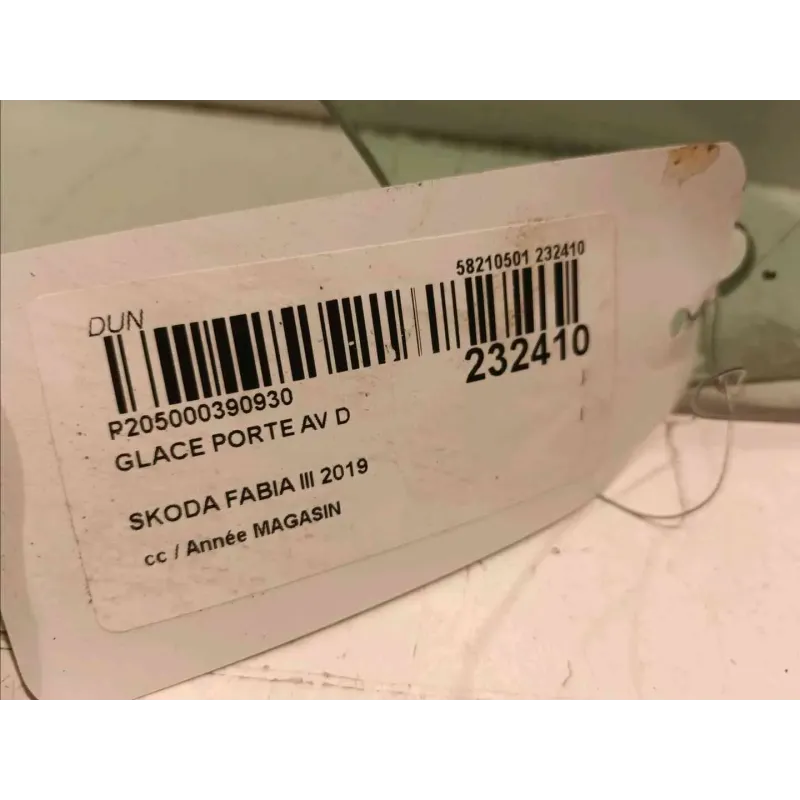 DUN
58210501 232410
232410
P205000390930
GLACE PORTE AV D
SKODA FABIA III 2019
cc / Année MAGASIN